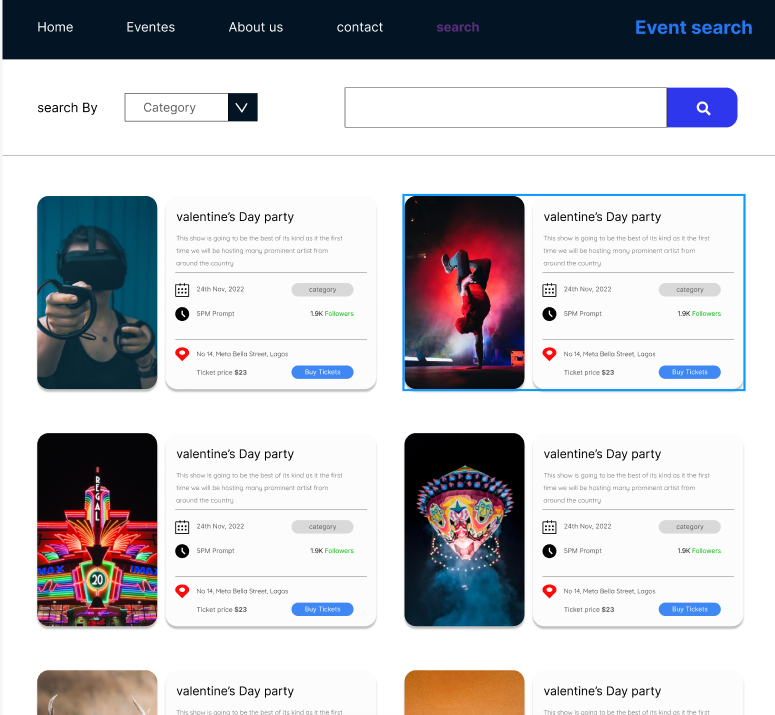 Home Eventes About us contact search Event search
search By Category
valentine's Day party
This show is going to be the best of its kind as it the first
time we will be hosting many prominent artist from
around the country
24th Nov, 2022 category
5PM Prompt 1.9K Followers
No 14, Meta Bella Street, Lagos
Ticket price $23 Buy Tickets
valentine's Day party
This show is going to be the best of its kind as it the first
time we will be hosting many prominent artist from
around the country
24th Nov, 2022 category
5PM Prompt 1.9K Followers
No 14, Meta Bella Street, Lagos
Ticket price $23 Buy Tickets
REGAL
20
MAX
valentine's Day party
This show is going to be the best of its kind as it the first
time we will be hosting many prominent artist from
around the country
24th Nov, 2022 category
5PM Prompt 1.9K Followers
No 14, Meta Bella Street, Lagos
Ticket price $23 Buy Tickets
valentine's Day party
This show is going to be the best of its kind as it the first
time we will be hosting many prominent artist from
around the country
24th Nov, 2022 category
5PM Prompt 1.9K Followers
No 14, Meta Bella Street, Lagos
Ticket price $23 Buy Tickets
valentine's Day party
This show is going to be the best of its kind as it the first
valentine's Day party
This show is going to be the best of its kind as it the first